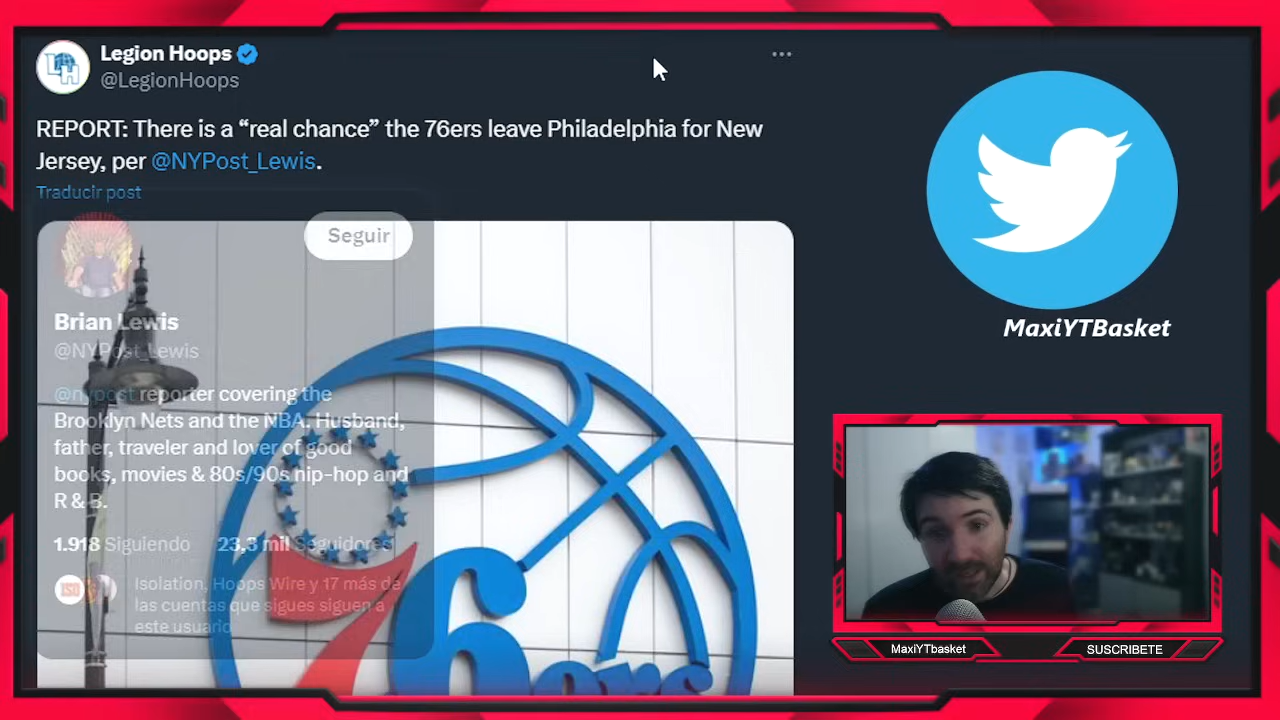 Legion Hoops
@LegionHoops
REPORT: There is a “real chance” the 76ers leave Philadelphia for New
Jersey, per @NYPost_Lewis.
Traducir post
Seguir
Brian Lewis
@NYPost_Lewis
@nypost reporter covering the
Brooklyn Nets and the NBA. Husband,
father, traveler and lover of good
books, movies & 80s/90s hip-hop and
R & B.
1.918 Siguiendo 23,3 mil Seguidores
Isolation, Hoops Wire y 17 más de
las cuentas que sigues siguen a
este usuario
76ers
MaxiYTBasket
MaxiYTbasket
SUSCRIBETE